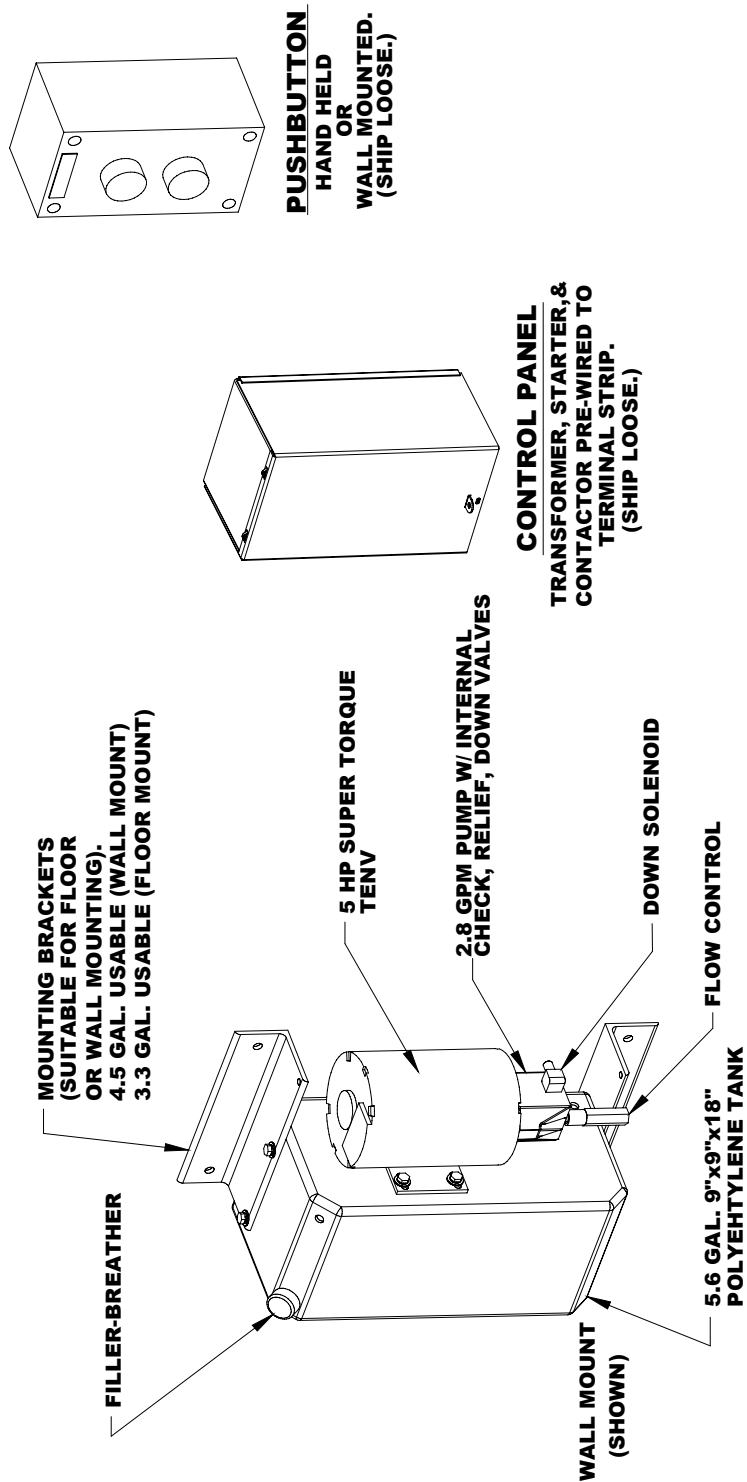 FILLER-BREATHER
MOUNTING BRACKETS
(SUITABLE FOR FLOOR
OR WALL MOUNTING).
4.5 GAL. USABLE (WALL MOUNT)
3.3 GAL. USABLE (FLOOR MOUNT)
5 HP SUPER TORQUE
TENV
2.8 GPM PUMP W/ INTERNAL
CHECK, RELIEF, DOWN VALVES
DOWN SOLENOID
FLOW CONTROL
5.6 GAL. 9"x9"x18"
POLYEHTYLENE TANK
WALL MOUNT
(SHOWN)
CONTROL PANEL
TRANSFORMER, STARTER,&
CONTACTOR PRE-WIRED TO
TERMINAL STRIP.
(SHIP LOOSE.)
PUSHBUTTON
HAND HELD
OR
WALL MOUNTED.
(SHIP LOOSE.)